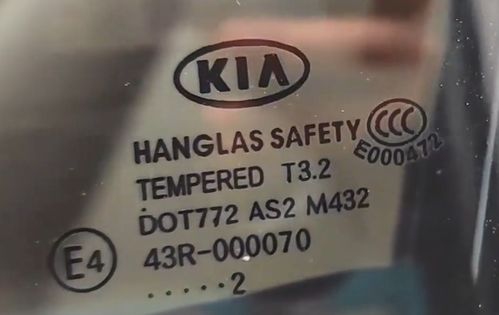 KIA
HANGLAS SAFETY
CCC
E000472
TEMPERED T3.2
DOT772 AS2 M432
E4
43R-000070
.....2